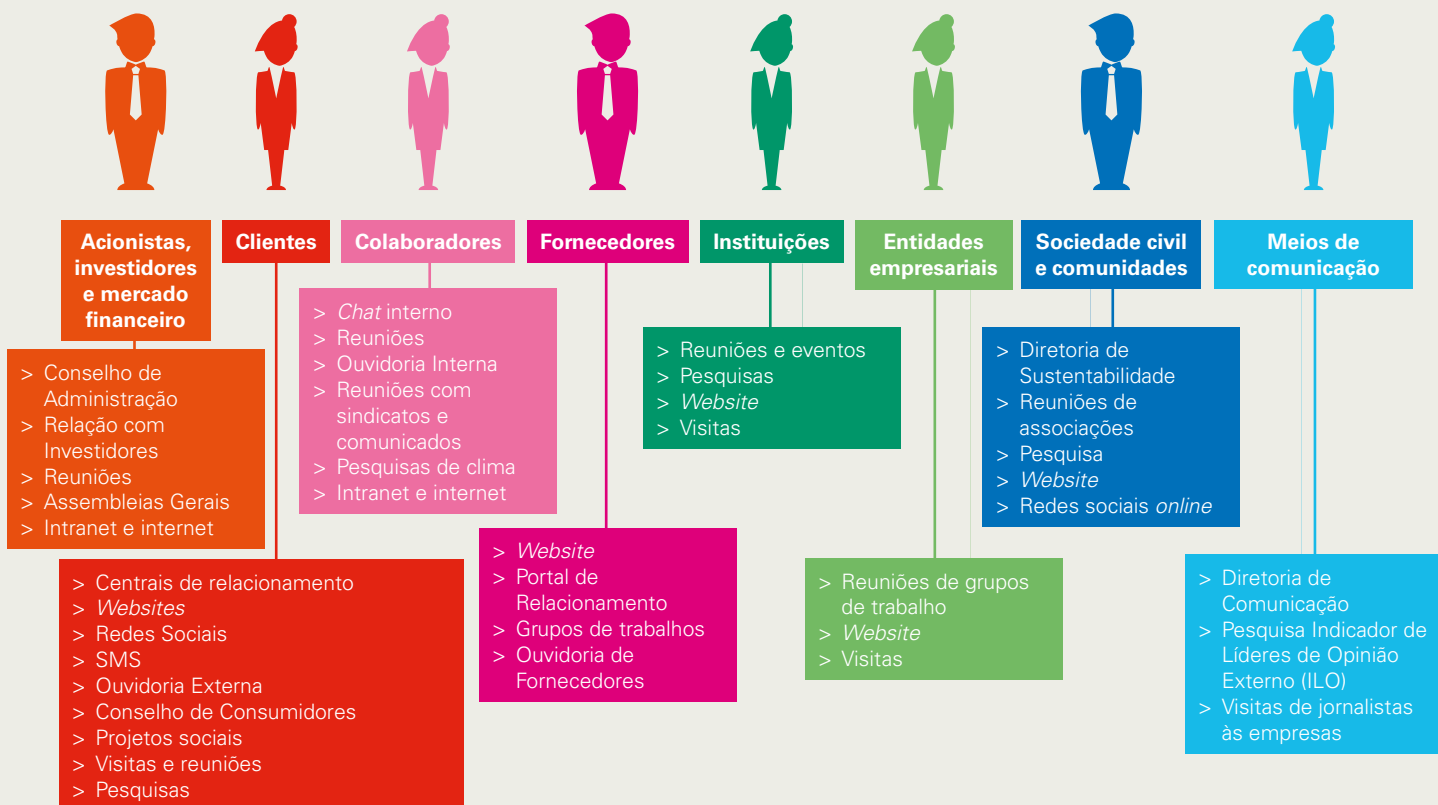 Acionistas,
investidores
e mercado
financeiro
> Conselho de
Administração
> Relação com
Investidores
> Reuniões
> Assembleias Gerais
> Intranet e internet
Clientes
> Centrais de relacionamento
> Websites
> Redes Sociais
> SMS
> Ouvidoria Externa
> Conselho de Consumidores
> Projetos sociais
> Visitas e reuniões
> Pesquisas
Colaboradores
> Chat interno
> Reuniões
> Ouvidoria Interna
> Reuniões com
sindicatos e
comunicados
> Pesquisas de clima
> Intranet e internet
Fornecedores
> Website
> Portal de
Relacionamento
> Grupos de trabalhos
> Ouvidoria de
Fornecedores
Instituições
> Reuniões e eventos
> Pesquisas
> Website
> Visitas
Entidades
empresariais
> Reuniões de grupos
de trabalho
> Website
> Visitas
Sociedade civil
e comunidades
> Diretoria de
Sustentabilidade
> Reuniões de
associações
> Pesquisa
> Website
> Redes sociais online
Meios de
comunicação
> Diretoria de
Comunicação
> Pesquisa Indicador de
Líderes de Opinião
Externo (ILO)
> Visitas de jornalistas
às empresas